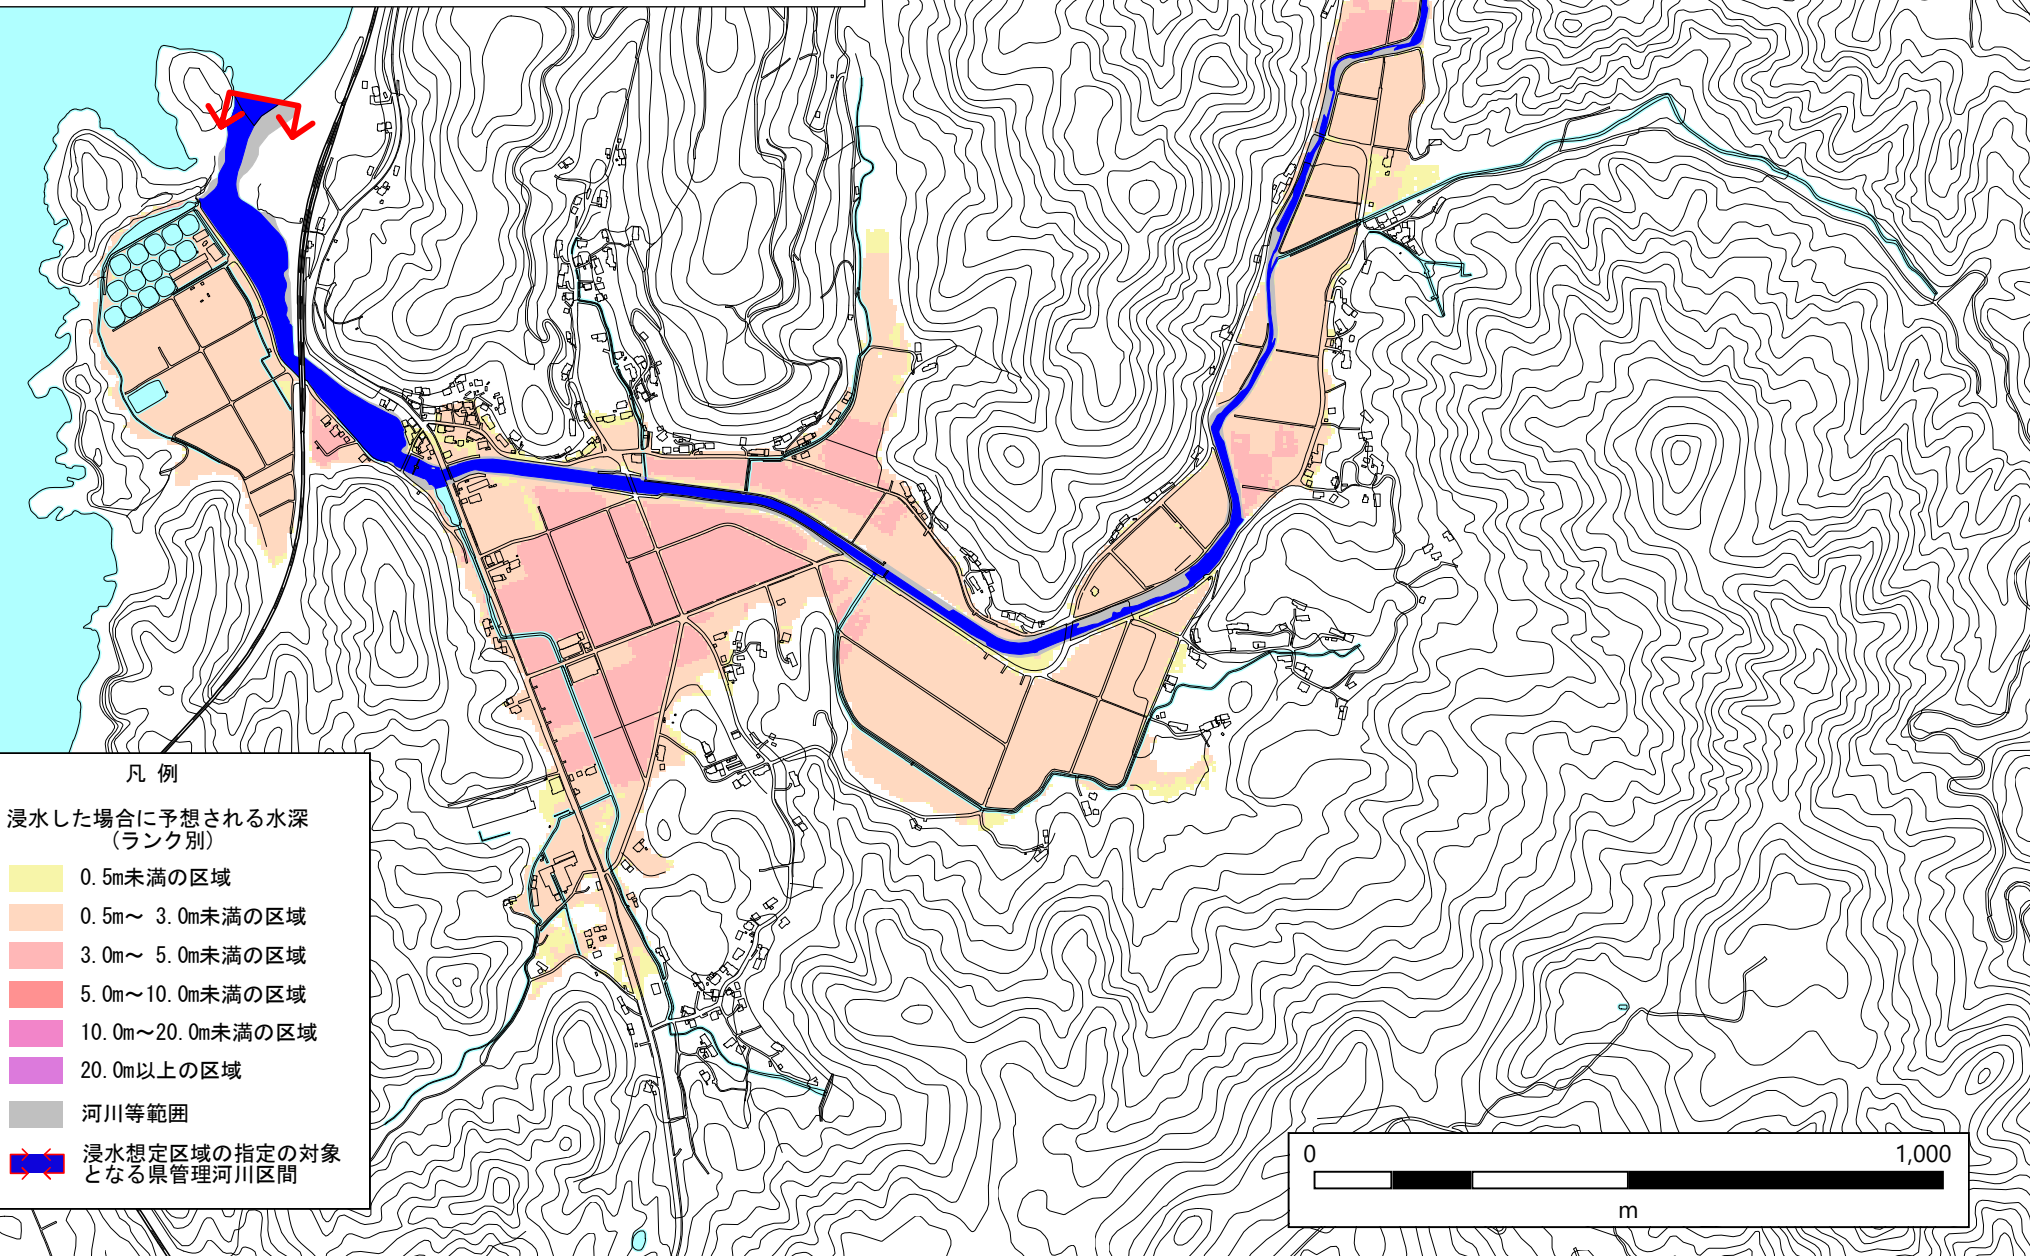 凡 例
浸水した場合に予想される水深
(ランク別)
0.5m未満の区域
0.5m～ 3.0m未満の区域
3.0m～ 5.0m未満の区域
5.0m～10.0m未満の区域
10.0m～20.0m未満の区域
20.0m以上の区域
河川等範囲
浸水想定区域の指定の対象
となる県管理河川区間
0 1,000
m